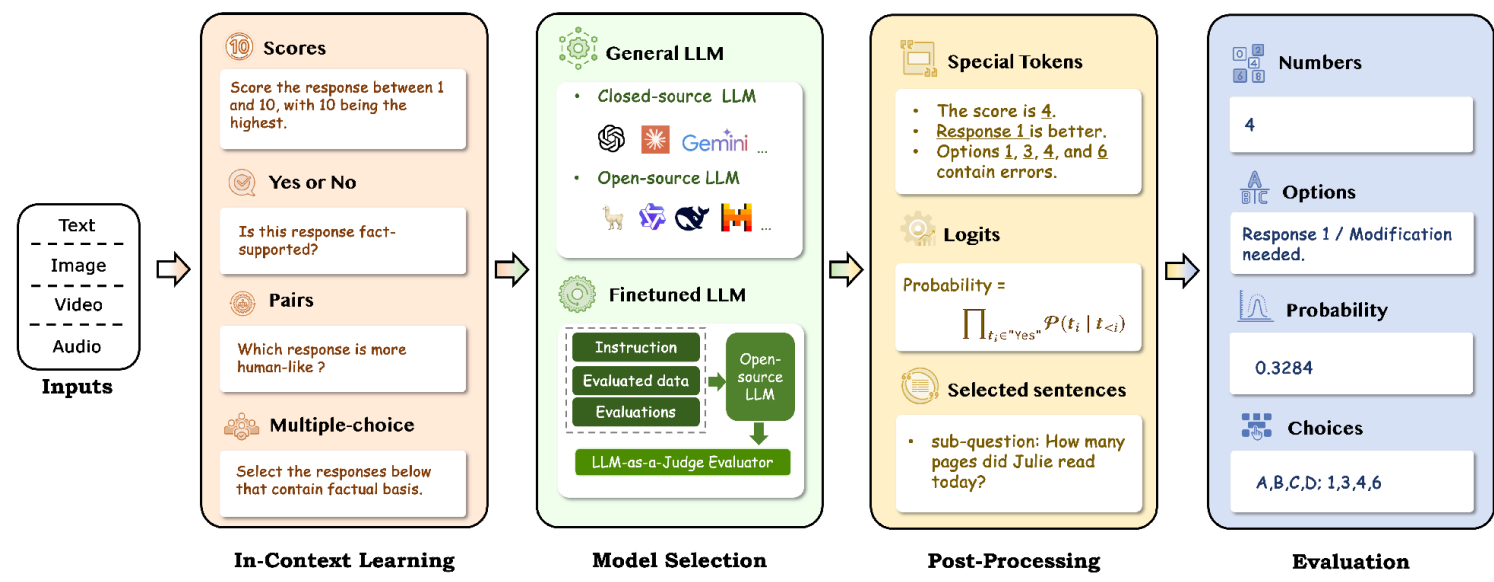 Text
Image
Video
Audio
Inputs
10 Scores
Score the response between 1
and 10, with 10 being the
highest.
Yes or No
Is this response fact-
supported?
Pairs
Which response is more
human-like ?
Multiple-choice
Select the responses below
that contain factual basis.
In-Context Learning
General LLM
• Closed-source LLM
Gemini ...
• Open-source LLM
...
Finetuned LLM
Instruction
Evaluated data
Evaluations
Open-
source
LLM
LLM-as-a-Judge Evaluator
Model Selection
Special Tokens
• The score is 4.
• Response 1 is better.
• Options 1, 3, 4, and 6
contain errors.
Logits
Probability =
∏ tᵢ∈"Yes" P(tᵢ | t<ᵢ)
Selected sentences
• sub-question: How many
pages did Julie read
today?
Post-Processing
0 2
4
6 8
Numbers
4
A
B C
Options
Response 1 / Modification
needed.
Probability
0.3284
Choices
A,B,C,D; 1,3,4,6
Evaluation